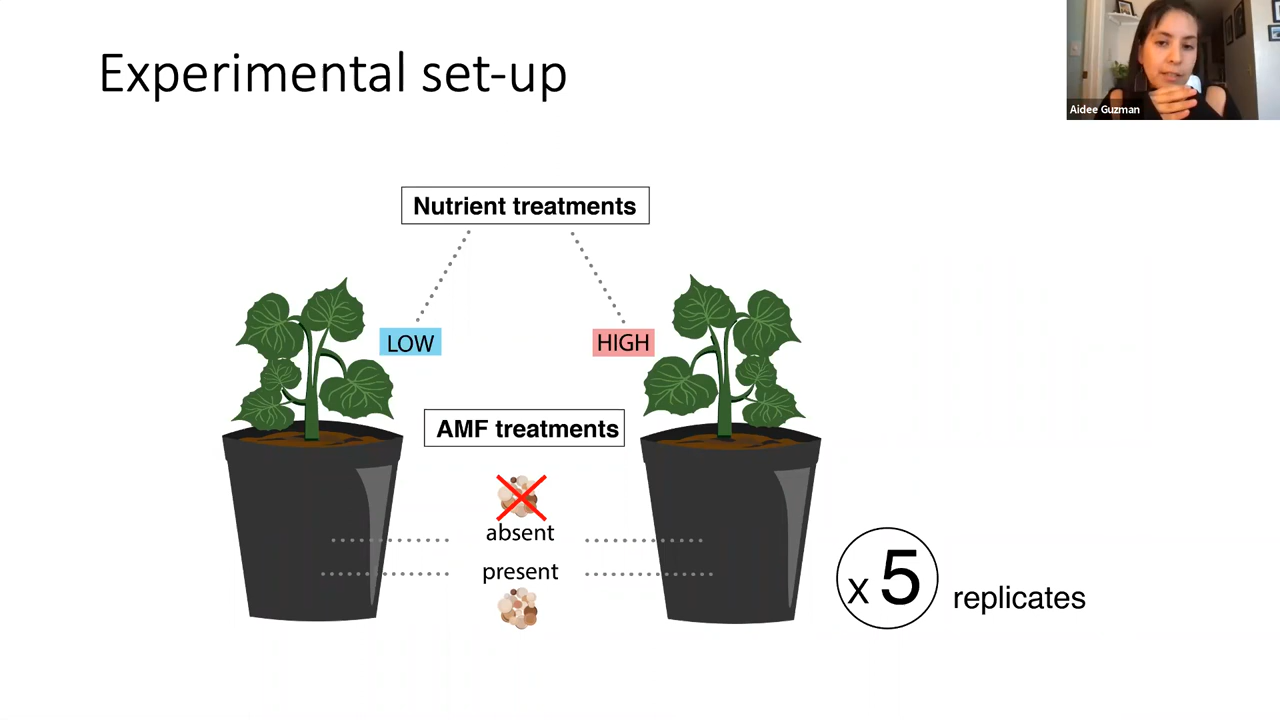 Experimental set-up
Aidee Guzman
Nutrient treatments
LOW
HIGH
AMF treatments
absent
present
x 5
replicates